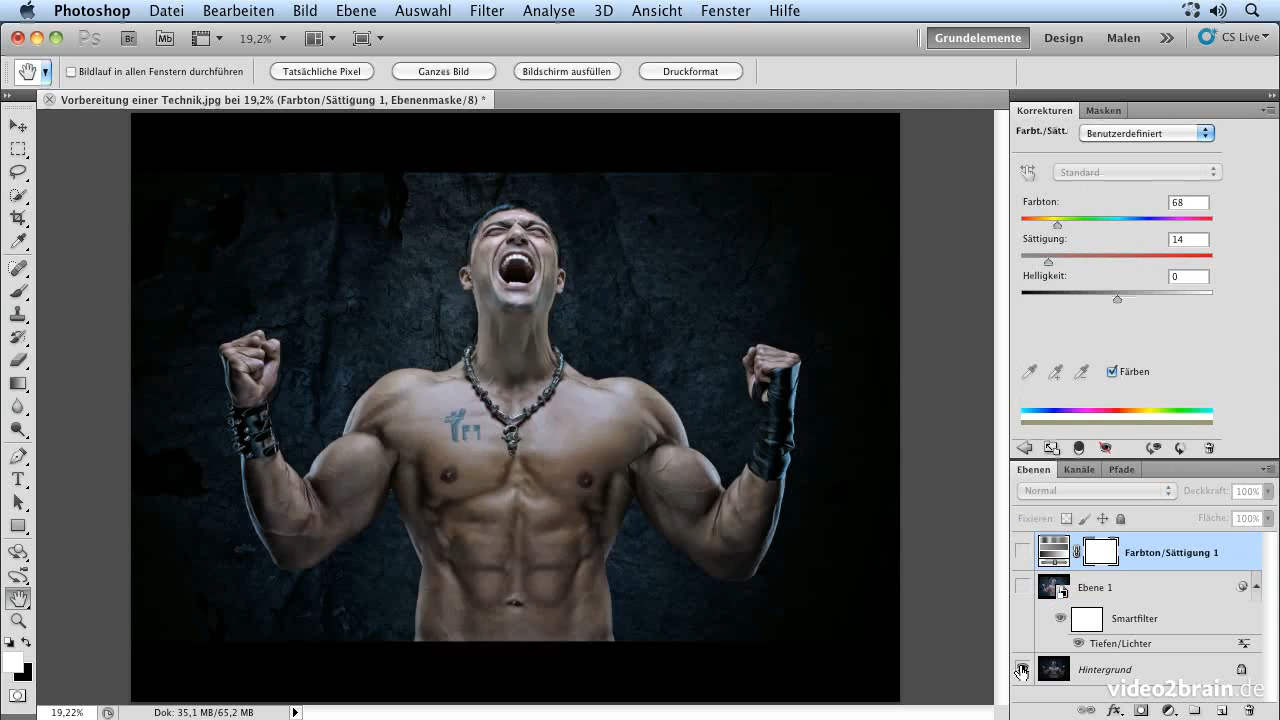 Photoshop Datei Bearbeiten Bild Ebene Auswahl Filter Analyse 3D Ansicht Fenster Hilfe
Ps Br Mb 19,2% Grundelemente Design Malen CS Live
Bildlauf in allen Fenstern durchführen Tatsächliche Pixel Ganzes Bild Bildschirm ausfüllen Druckformat
Vorbereitung einer Technik.jpg bei 19,2% (Farbton/Sättigung 1, Ebenenmaske/8) *
Korrekturen Masken
Farbt./Sätt. Benutzerdefiniert
Standard
Farbton: 68
Sättigung: 14
Helligkeit: 0
Färben
Ebenen Kanäle Pfade
Normal Deckkraft: 100%
Fixieren: Fläche: 100%
Farbton/Sättigung 1
Ebene 1
Smartfilter
Tiefen/Lichter
Hintergrund
video2brain.de
19,22% Dok: 35,1 MB/65,2 MB